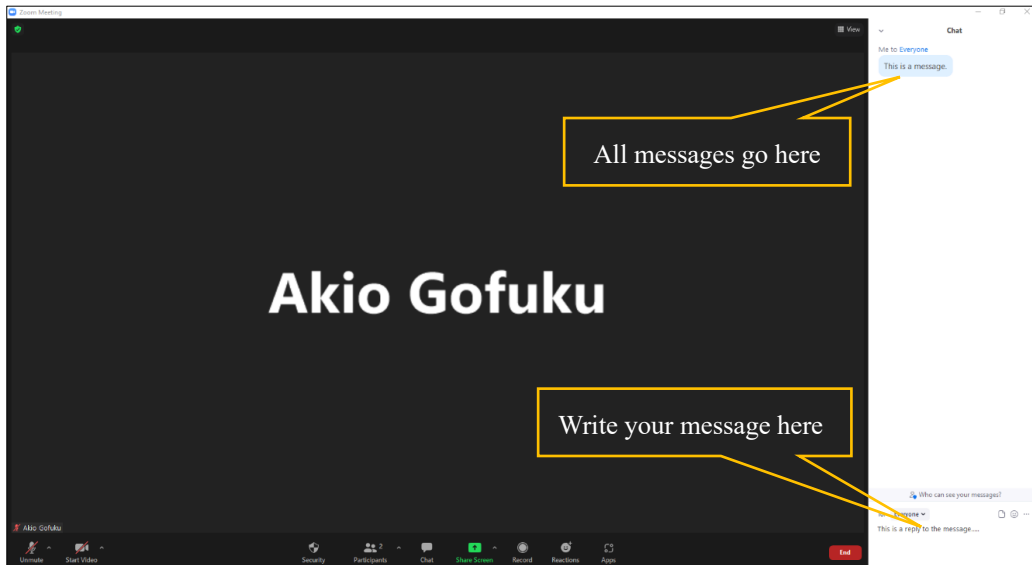 Zoom Meeting
View
Chat
Me to Everyone
This is a message.
All messages go here
Akio Gofuku
Write your message here
Who can see your messages?
Everyone
This is a reply to the message....
Akio Gofuku
Unmute
Start Video
Security
2
Participants
Chat
Share Screen
Record
Reactions
Apps
End